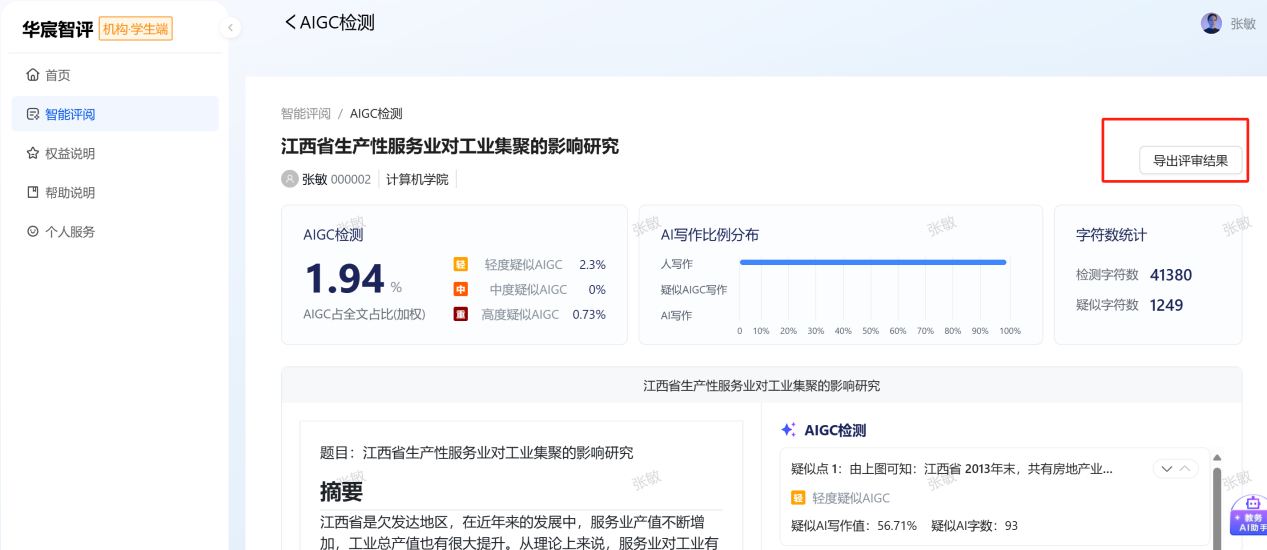 华宸智评 机构·学生端
AIGC检测
张敏
首页
智能评阅
权益说明
帮助说明
个人服务
智能评阅 / AIGC检测
江西省生产性服务业对工业集聚的影响研究
导出评审结果
张敏 000002 计算机学院
AIGC检测
1.94 %
AIGC占全文占比(加权)
轻 轻度疑似AIGC 2.3%
中 中度疑似AIGC 0%
重 高度疑似AIGC 0.73%
AI写作比例分布
人写作
疑似AIGC写作
AI写作
0 10% 20% 30% 40% 50% 60% 70% 80% 90% 100%
字符数统计
检测字符数 41380
疑似字符数 1249
张敏
张敏
张敏
张敏
江西省生产性服务业对工业集聚的影响研究
题目：江西省生产性服务业对工业集聚的影响研究
摘要
江西省是欠发达地区，在近年来的发展中，服务业产值不断增
加，工业总产值也有很大提升。从理论上来说，服务业对工业有
AIGC检测
疑似点 1：由上图可知：江西省 2013年末，共有房地产业...
轻 轻度疑似AIGC
疑似AI写作值：56.71% 疑似AI字数：93
张敏
张敏
张敏
张敏
教务
AI助手